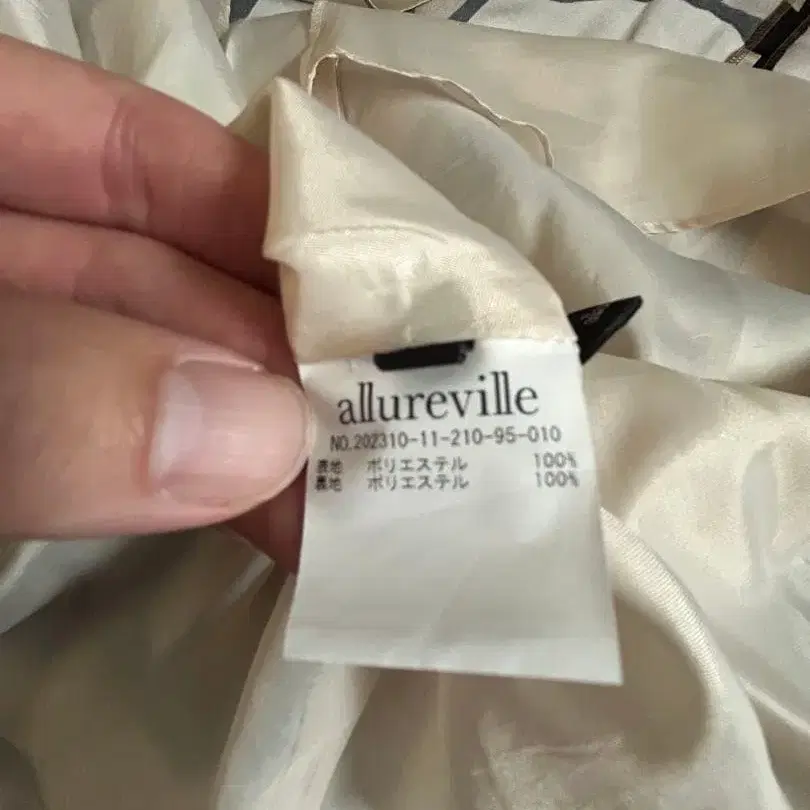 allureville
NO.202310-11-210-95-010
表地 ポリエステル 100%
裏地 ポリエステル 100%